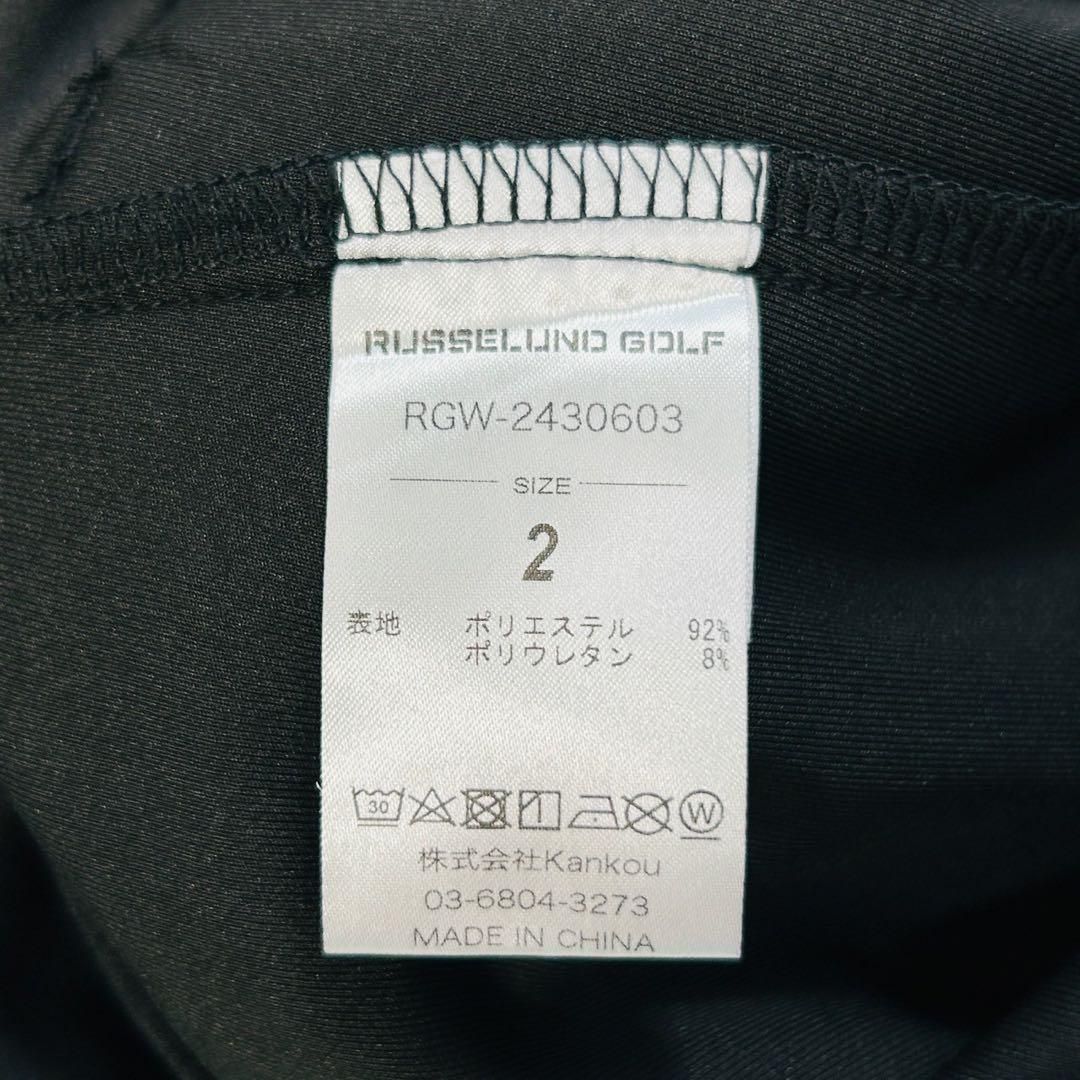 RUSSELUNO GOLF
RGW-2430603
SIZE
2
表地 ポリエステル 92%
ポリウレタン 8%
30 W
株式会社Kankou
03-6804-3273
MADE IN CHINA